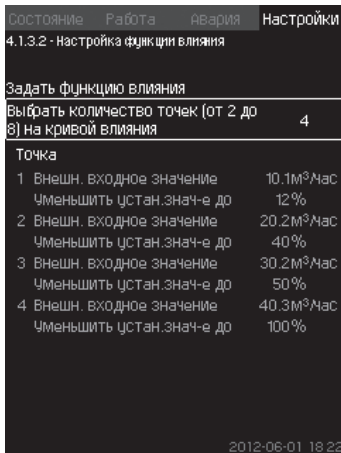 Состояние Работа Авария Настройки
4.1.3.2 - Настройка функции влияния
Задать функцию влияния
Выбрать количество точек (от 2 до 4
8) на кривой влияния
Точка
1 Внешн. входное значение 10.1м³/час
Уменьшить устан.знач-е до 12%
2 Внешн. входное значение 20.2м³/час
Уменьшить устан.знач-е до 40%
3 Внешн. входное значение 30.2м³/час
Уменьшить устан.знач-е до 50%
4 Внешн. входное значение 40.3м³/час
Уменьшить устан.знач-е до 100%
2012-06-01 18:22